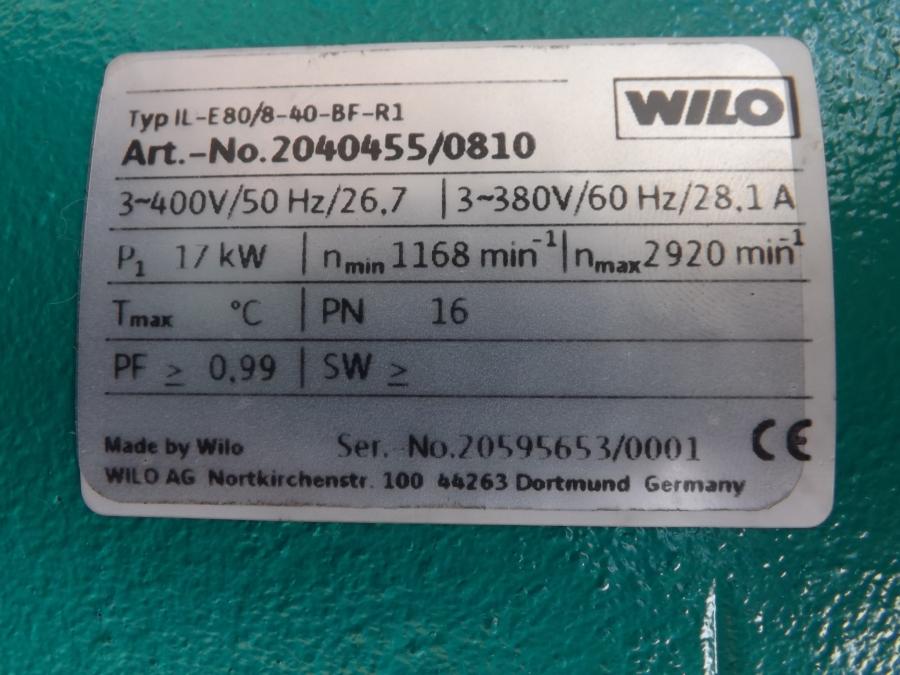 WILO
Typ IL-E80/8-40-BF-R1
Art.-No.2040455/0810
3~400V/50 Hz/26,7 | 3~380V/60 Hz/28,1 A
P1 17 kW | nmin 1168 min-1 | nmax 2920 min-1
Tmax °C | PN 16
PF ≥ 0,99 | SW ≥
Made by Wilo Ser. No.20595653/0001 CE
WILO AG Nortkirchenstr. 100 44263 Dortmund Germany